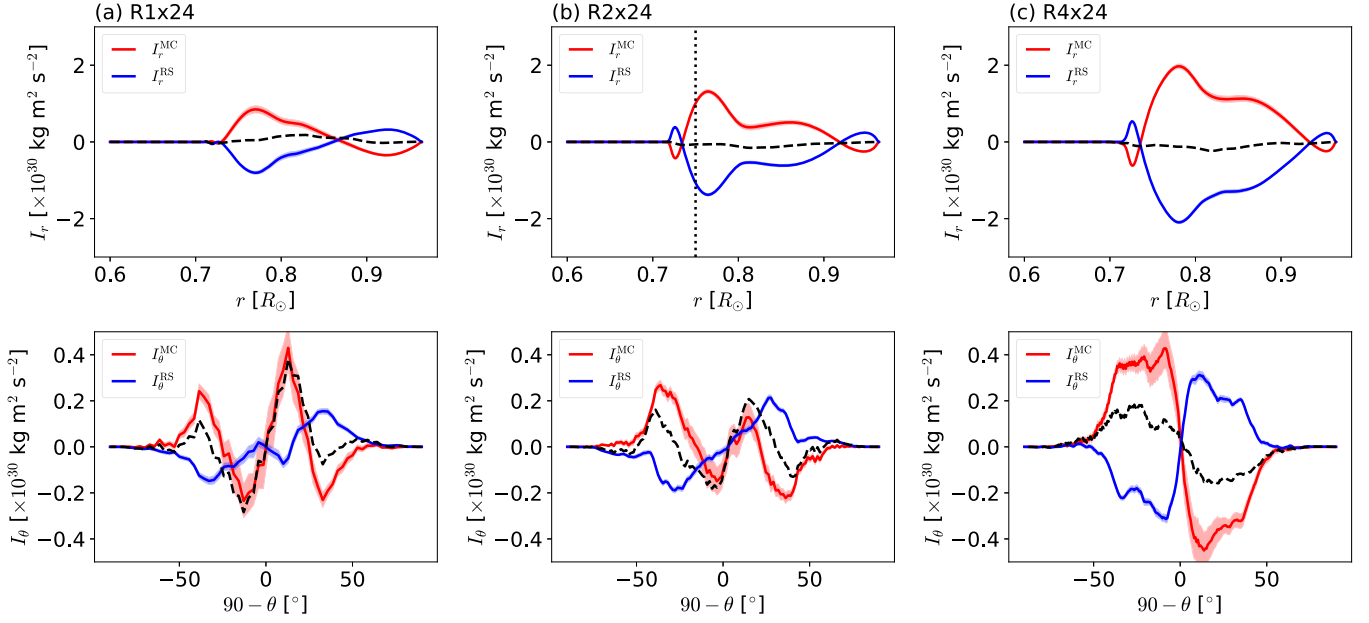 (a) R1x24
I_r [×10^30 kg m^2 s^−2]
2
0
−2
I_r^MC
I_r^RS
0.6 0.7 0.8 0.9
r [R_⊙]
(b) R2x24
I_r [×10^30 kg m^2 s^−2]
2
0
−2
I_r^MC
I_r^RS
0.6 0.7 0.8 0.9
r [R_⊙]
(c) R4x24
I_r [×10^30 kg m^2 s^−2]
2
0
−2
I_r^MC
I_r^RS
0.6 0.7 0.8 0.9
r [R_⊙]
I_θ [×10^30 kg m^2 s^−2]
0.4
0.2
0.0
−0.2
−0.4
I_θ^MC
I_θ^RS
−50 0 50
90 − θ [°]
I_θ [×10^30 kg m^2 s^−2]
0.4
0.2
0.0
−0.2
−0.4
I_θ^MC
I_θ^RS
−50 0 50
90 − θ [°]
I_θ [×10^30 kg m^2 s^−2]
0.4
0.2
0.0
−0.2
−0.4
I_θ^MC
I_θ^RS
−50 0 50
90 − θ [°]